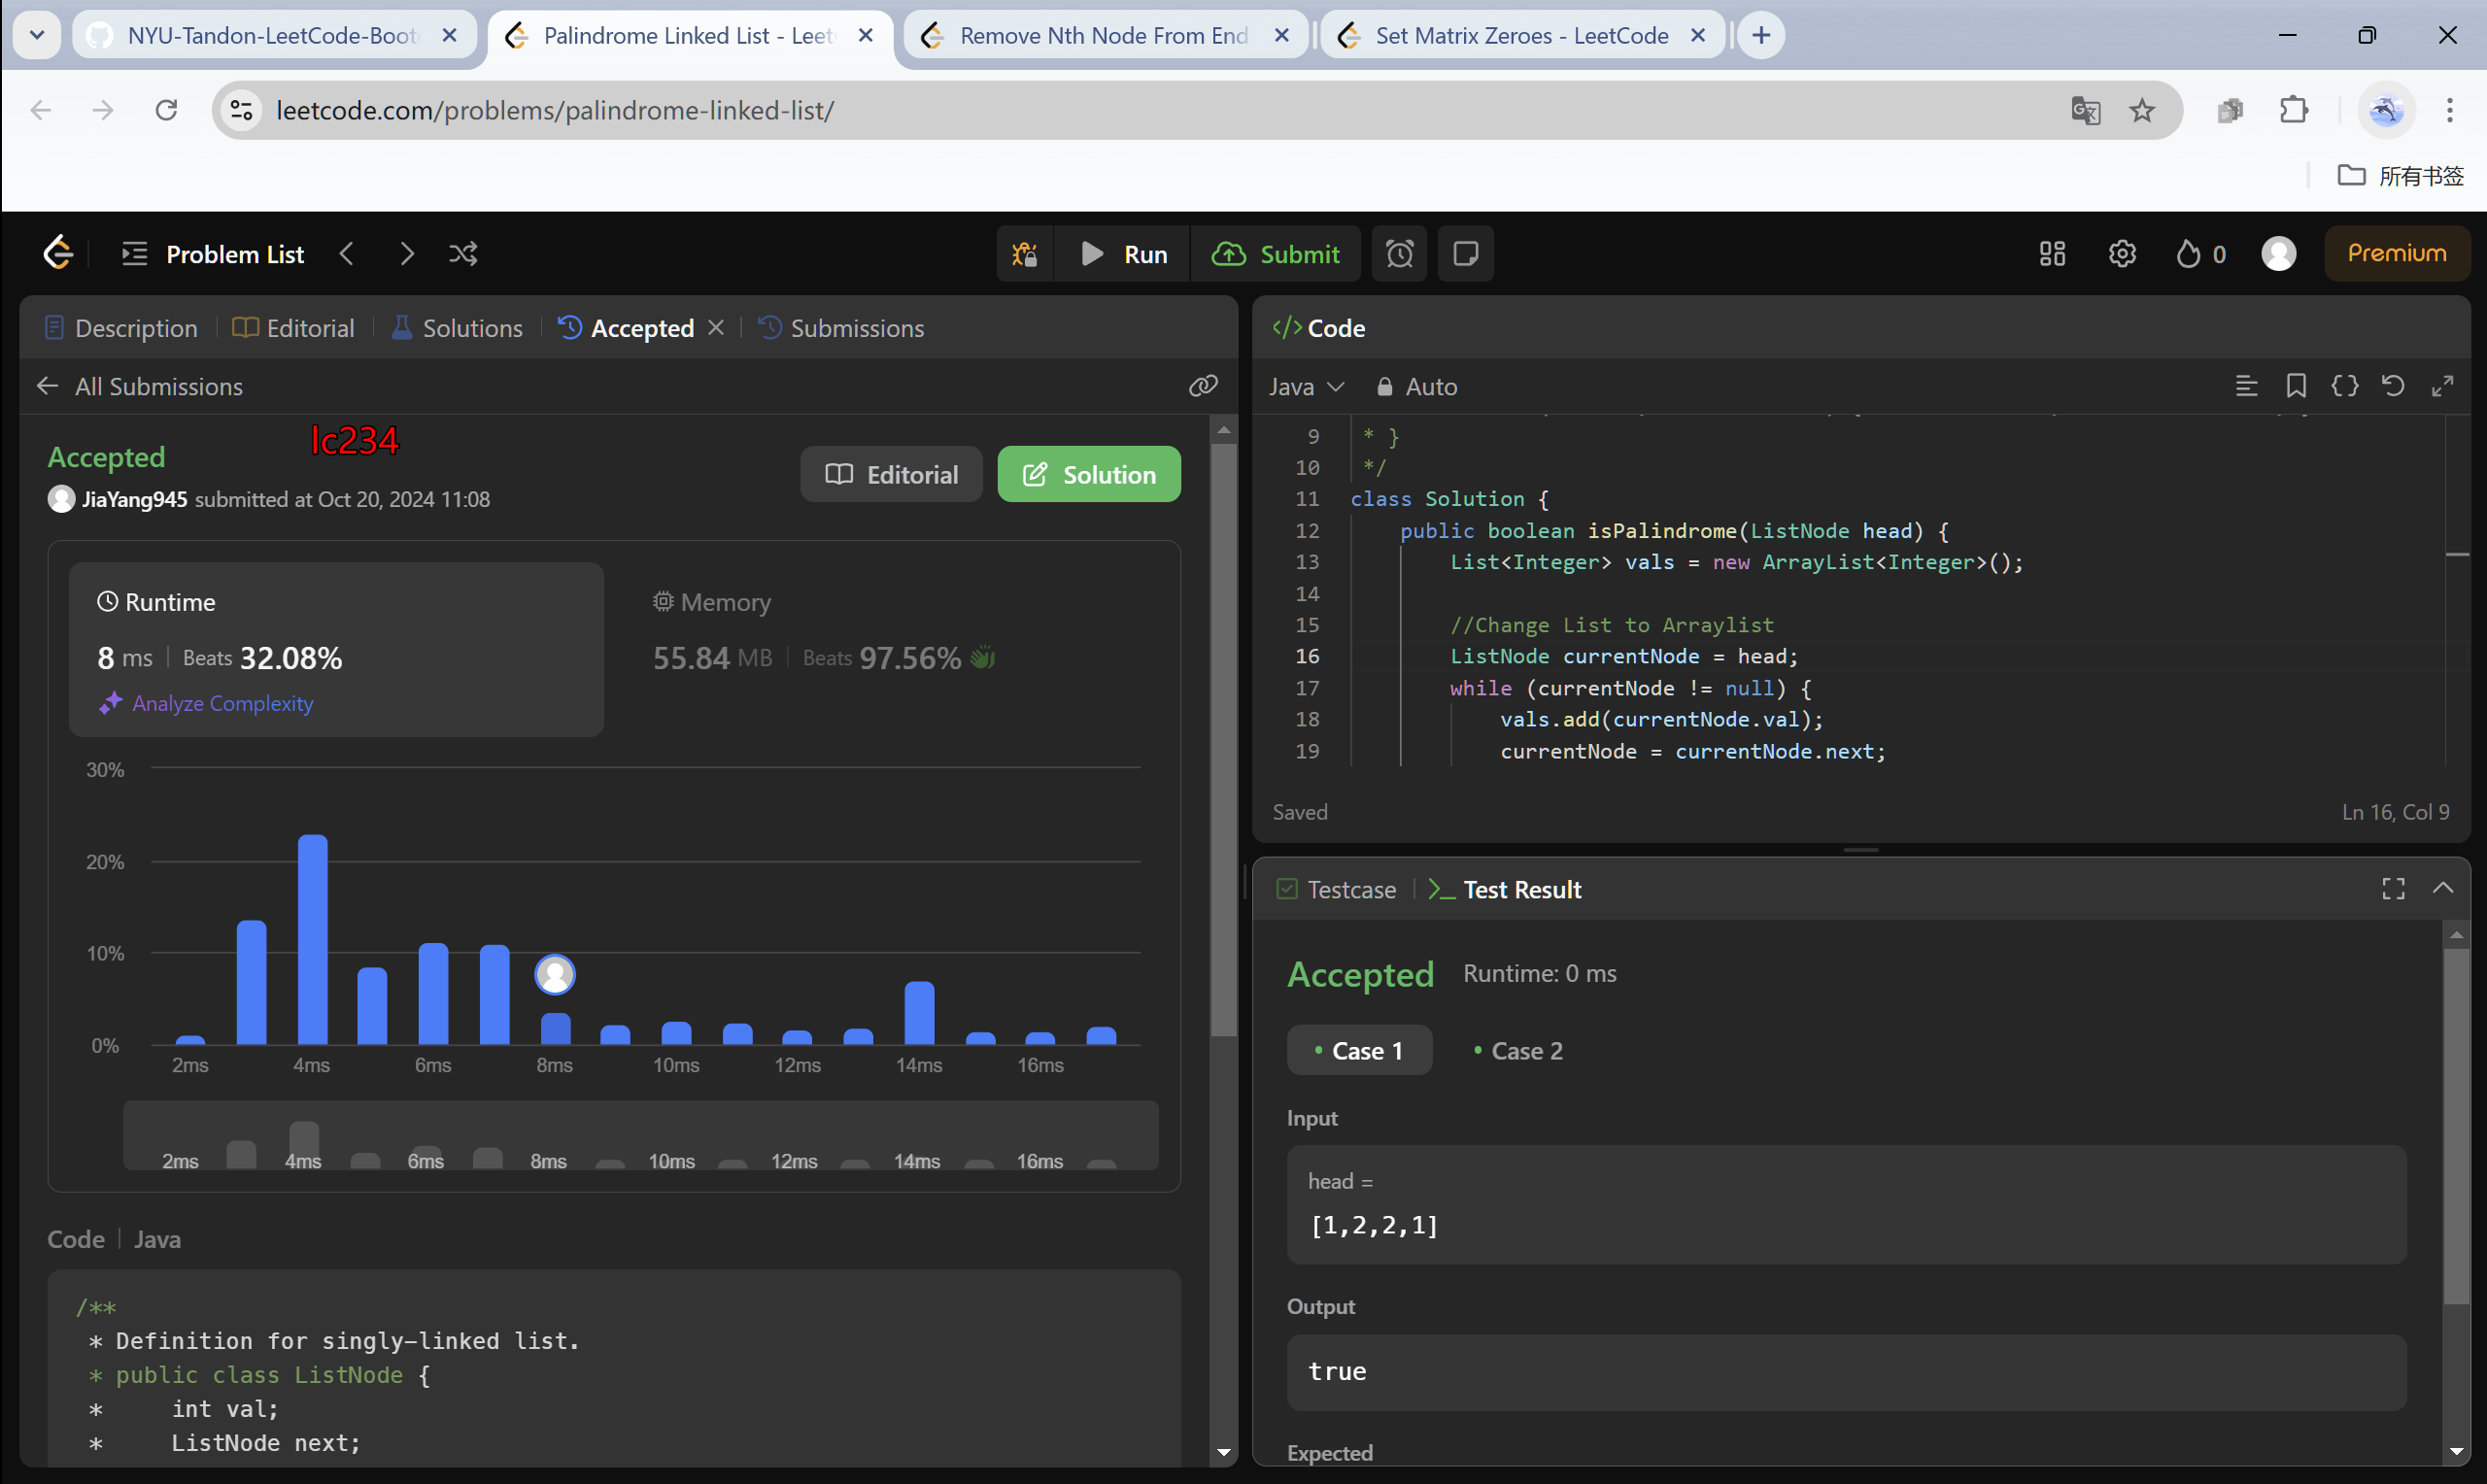 NYU-Tandon-LeetCode-Boot
Palindrome Linked List - Leet
Remove Nth Node From End
Set Matrix Zeroes - LeetCode
leetcode.com/problems/palindrome-linked-list/
所有书签
Problem List
Run
Submit
0
Premium
Description
Editorial
Solutions
Accepted
Submissions
All Submissions
lc234
Accepted
JiaYang945 submitted at Oct 20, 2024 11:08
Editorial
Solution
Runtime
8 ms
Beats 32.08%
Analyze Complexity
Memory
55.84 MB
Beats 97.56%
30%
20%
10%
0%
2ms 4ms 6ms 8ms 10ms 12ms 14ms 16ms
2ms 4ms 6ms 8ms 10ms 12ms 14ms 16ms
Code
Java
/**
* Definition for singly-linked list.
* public class ListNode {
* int val;
* ListNode next;
</> Code
Java
Auto
9 * }
10 */
11 class Solution {
12 public boolean isPalindrome(ListNode head) {
13 List<Integer> vals = new ArrayList<Integer>();
14
15 //Change List to Arraylist
16 ListNode currentNode = head;
17 while (currentNode != null) {
18 vals.add(currentNode.val);
19 currentNode = currentNode.next;
Saved
Ln 16, Col 9
Testcase
Test Result
Accepted
Runtime: 0 ms
• Case 1
• Case 2
Input
head =
[1,2,2,1]
Output
true
Expected